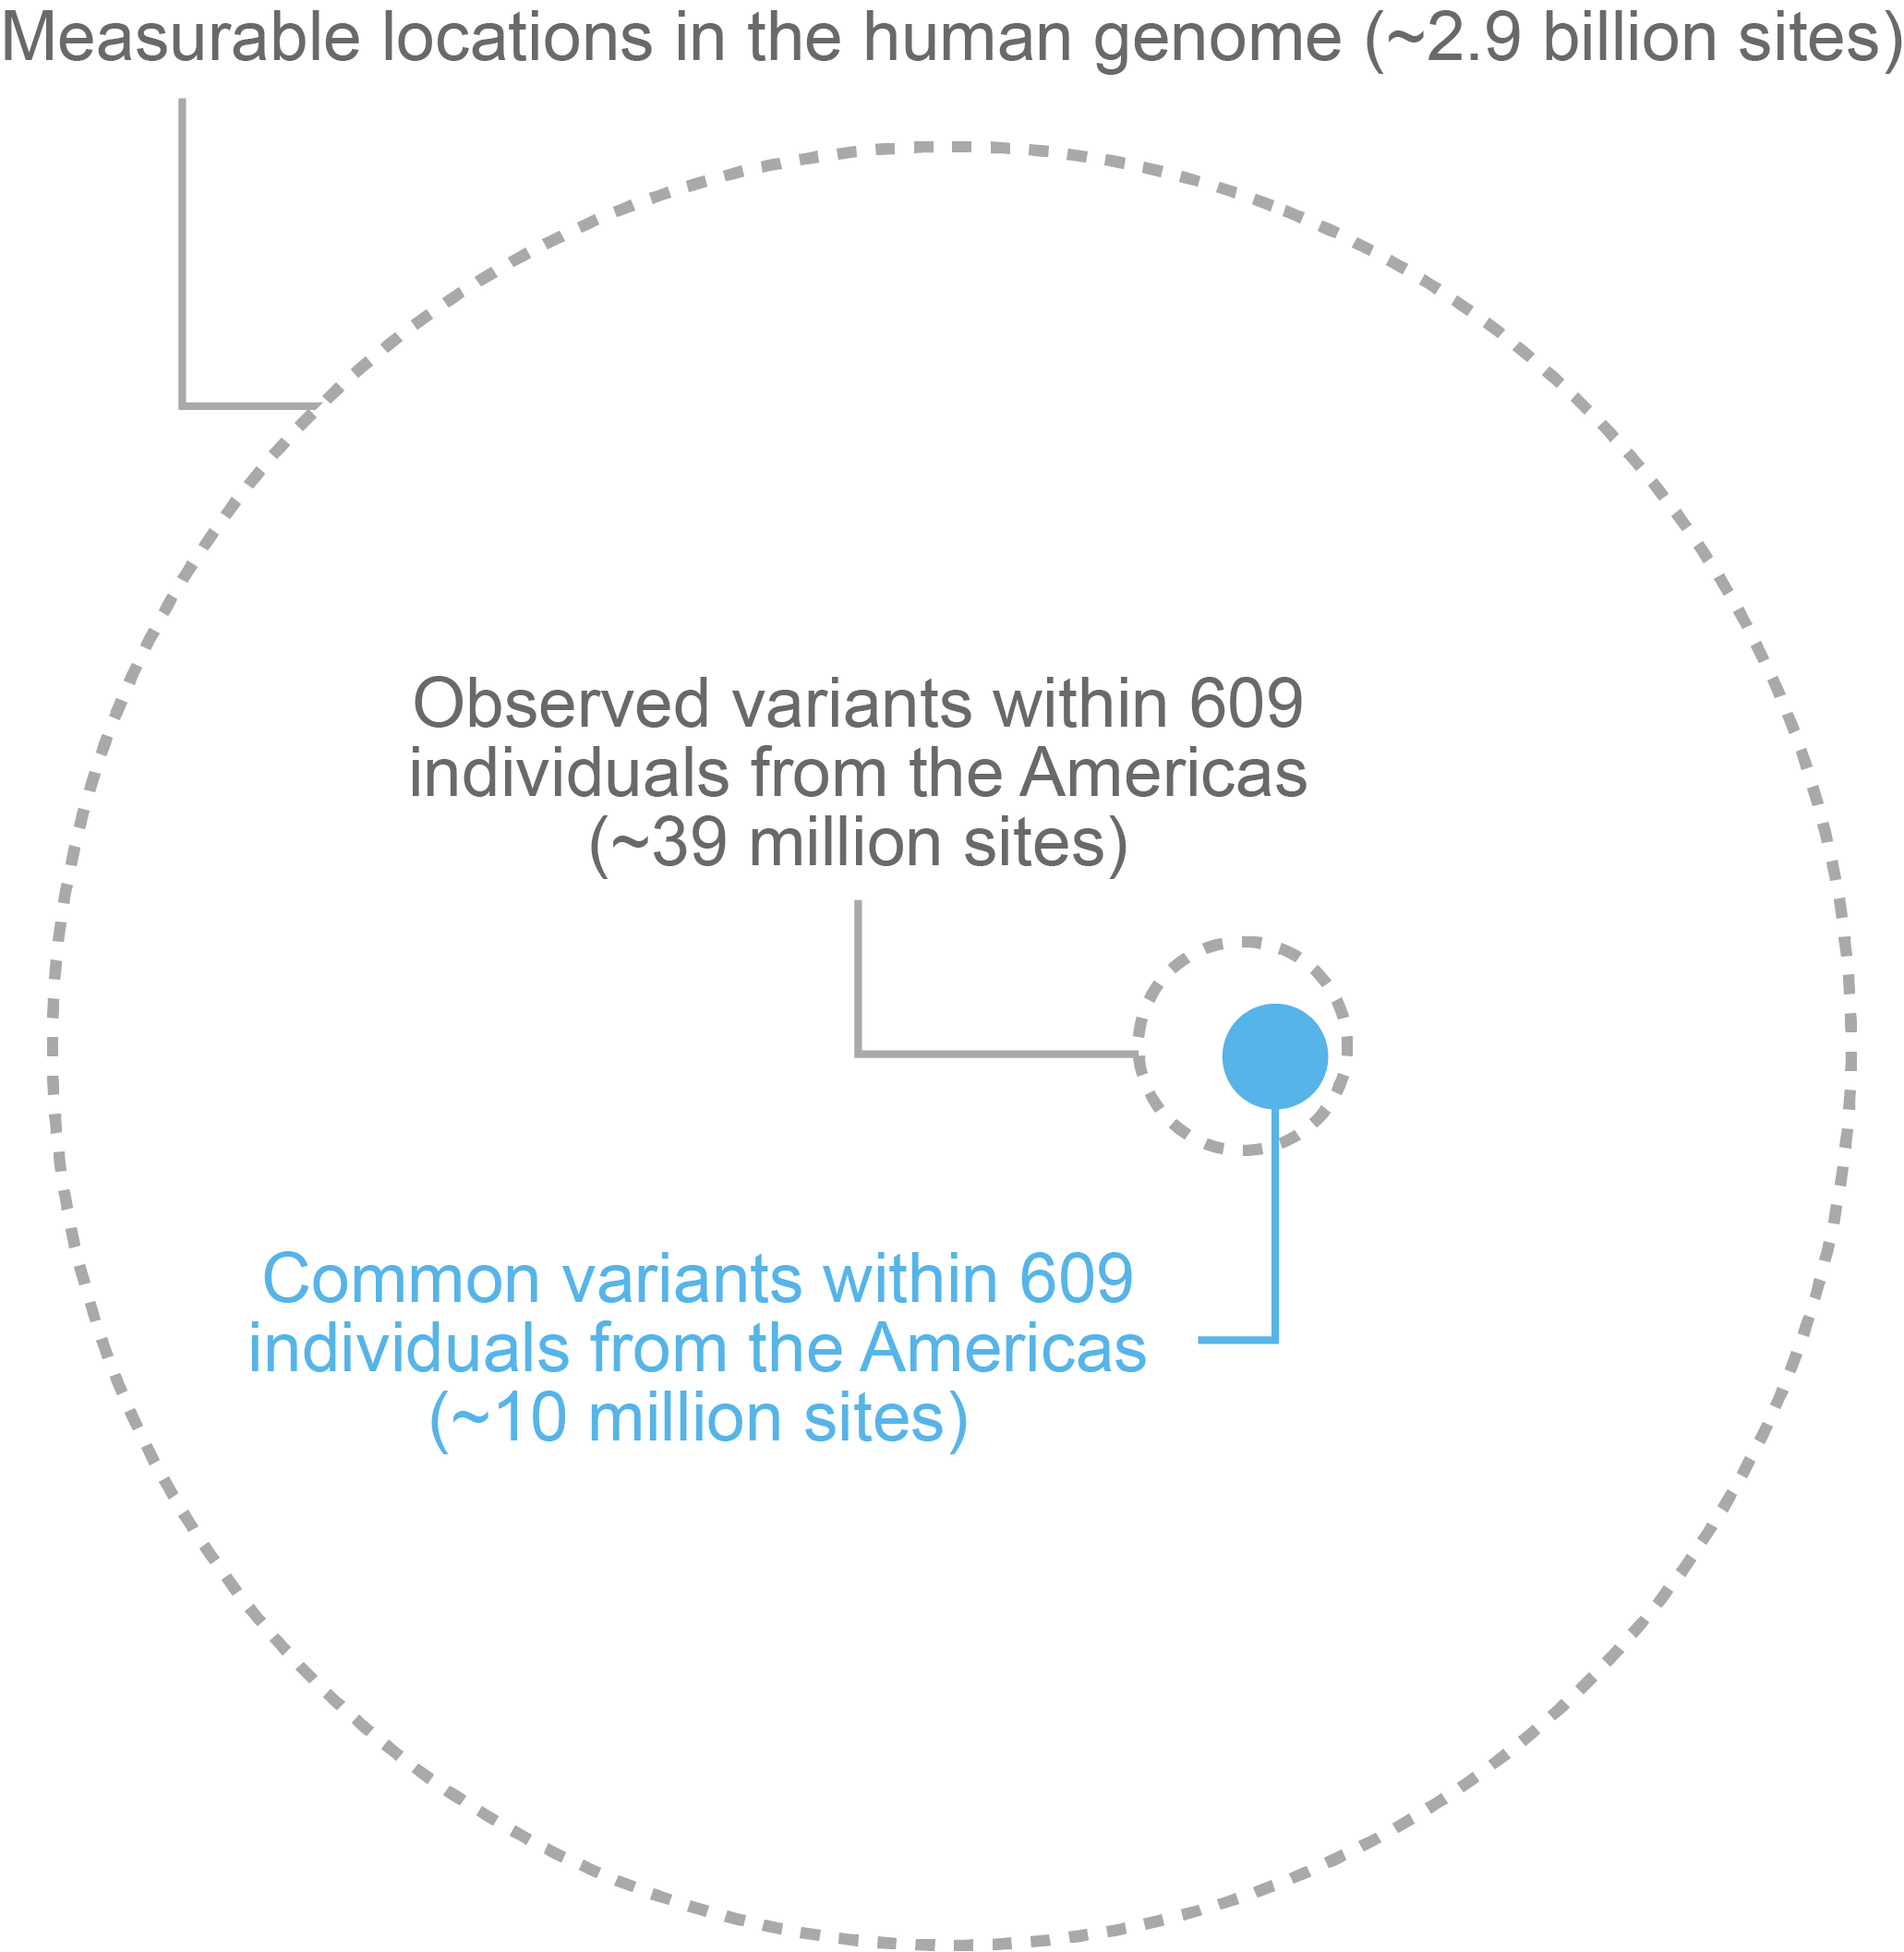 Measurable locations in the human genome (~2.9 billion sites)
Observed variants within 609
individuals from the Americas
(~39 million sites)
Common variants within 609
individuals from the Americas
(~10 million sites)